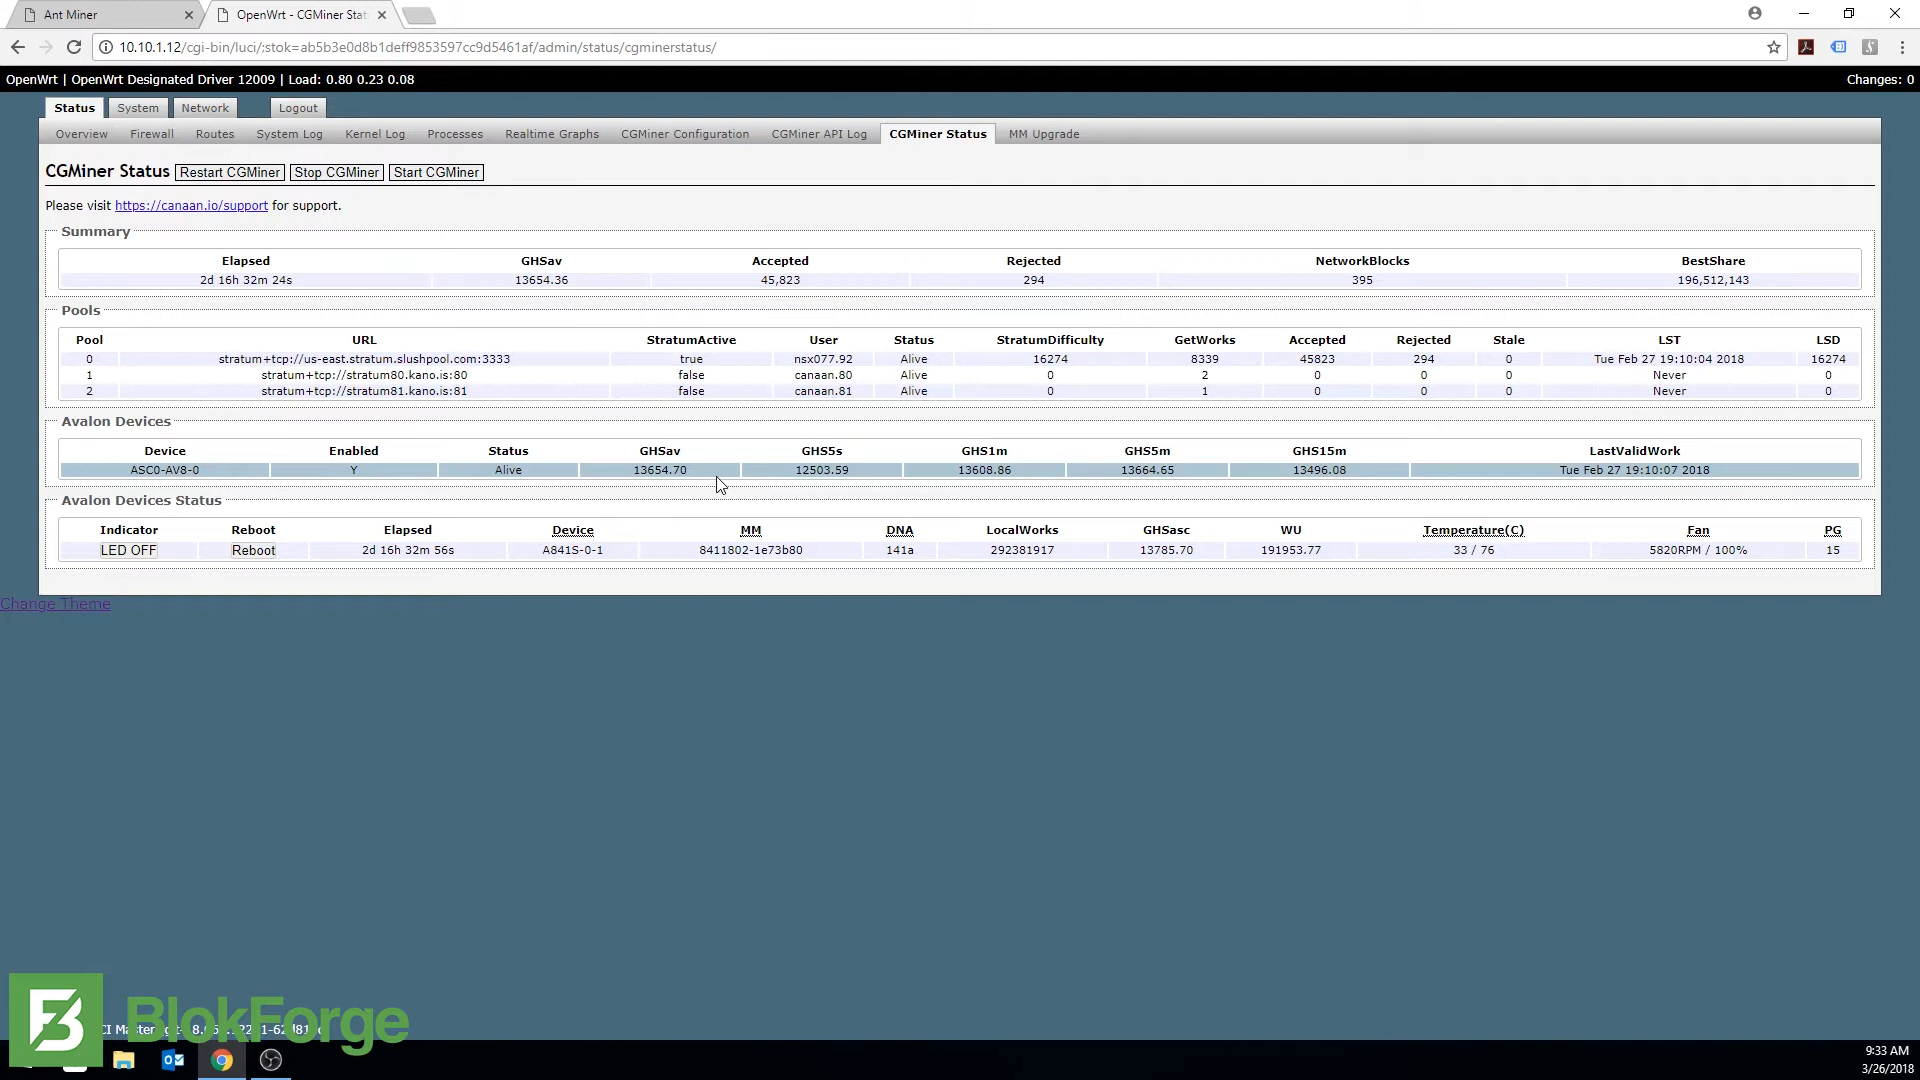 Ant Miner
OpenWrt - CGMiner Stat
10.10.1.12/cgi-bin/luci/;stok=ab5b3e0d8b1deff9853597cc9d5461af/admin/status/cgminerstatus/
OpenWrt | OpenWrt Designated Driver 12009 | Load: 0.80 0.23 0.08 Changes: 0
Status System Network Logout
Overview Firewall Routes System Log Kernel Log Processes Realtime Graphs CGMiner Configuration CGMiner API Log CGMiner Status MM Upgrade
CGMiner Status Restart CGMiner Stop CGMiner Start CGMiner
Please visit https://canaan.io/support for support.
Summary
Elapsed GHSav Accepted Rejected NetworkBlocks BestShare
2d 16h 32m 24s 13654.36 45,823 294 395 196,512,143
Pools
Pool URL StratumActive User Status StratumDifficulty GetWorks Accepted Rejected Stale LST LSD
0 stratum+tcp://us-east.stratum.slushpool.com:3333 true nsx077.92 Alive 16274 8339 45823 294 0 Tue Feb 27 19:10:04 2018 16274
1 stratum+tcp://stratum80.kano.is:80 false canaan.80 Alive 0 2 0 0 0 Never 0
2 stratum+tcp://stratum81.kano.is:81 false canaan.81 Alive 0 1 0 0 0 Never 0
Avalon Devices
Device Enabled Status GHSav GHS5s GHS1m GHS5m GHS15m LastValidWork
ASC0-AV8-0 Y Alive 13654.70 12503.59 13608.86 13664.65 13496.08 Tue Feb 27 19:10:07 2018
Avalon Devices Status
Indicator Reboot Elapsed Device MM DNA LocalWorks GHSasc WU Temperature(C) Fan PG
LED OFF Reboot 2d 16h 32m 56s A841S-0-1 8411802-1e73b80 141a 292381917 13785.70 191953.77 33 / 76 5820RPM / 100% 15
Change Theme
BlokForge
9:33 AM
3/26/2018